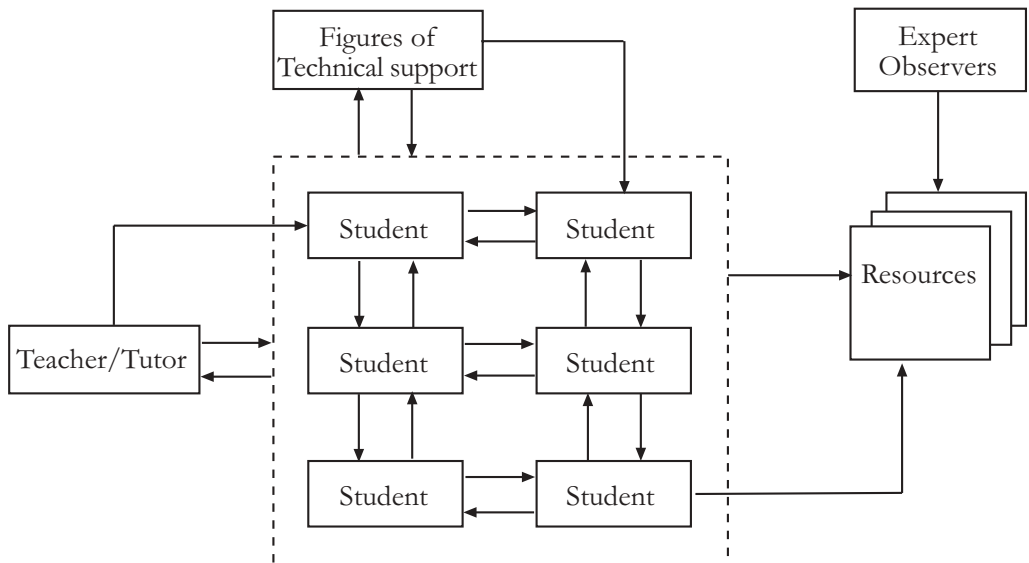 Figures of
Technical support
Expert
Observers
Student
Student
Resources
Teacher/Tutor
Student
Student
Student
Student